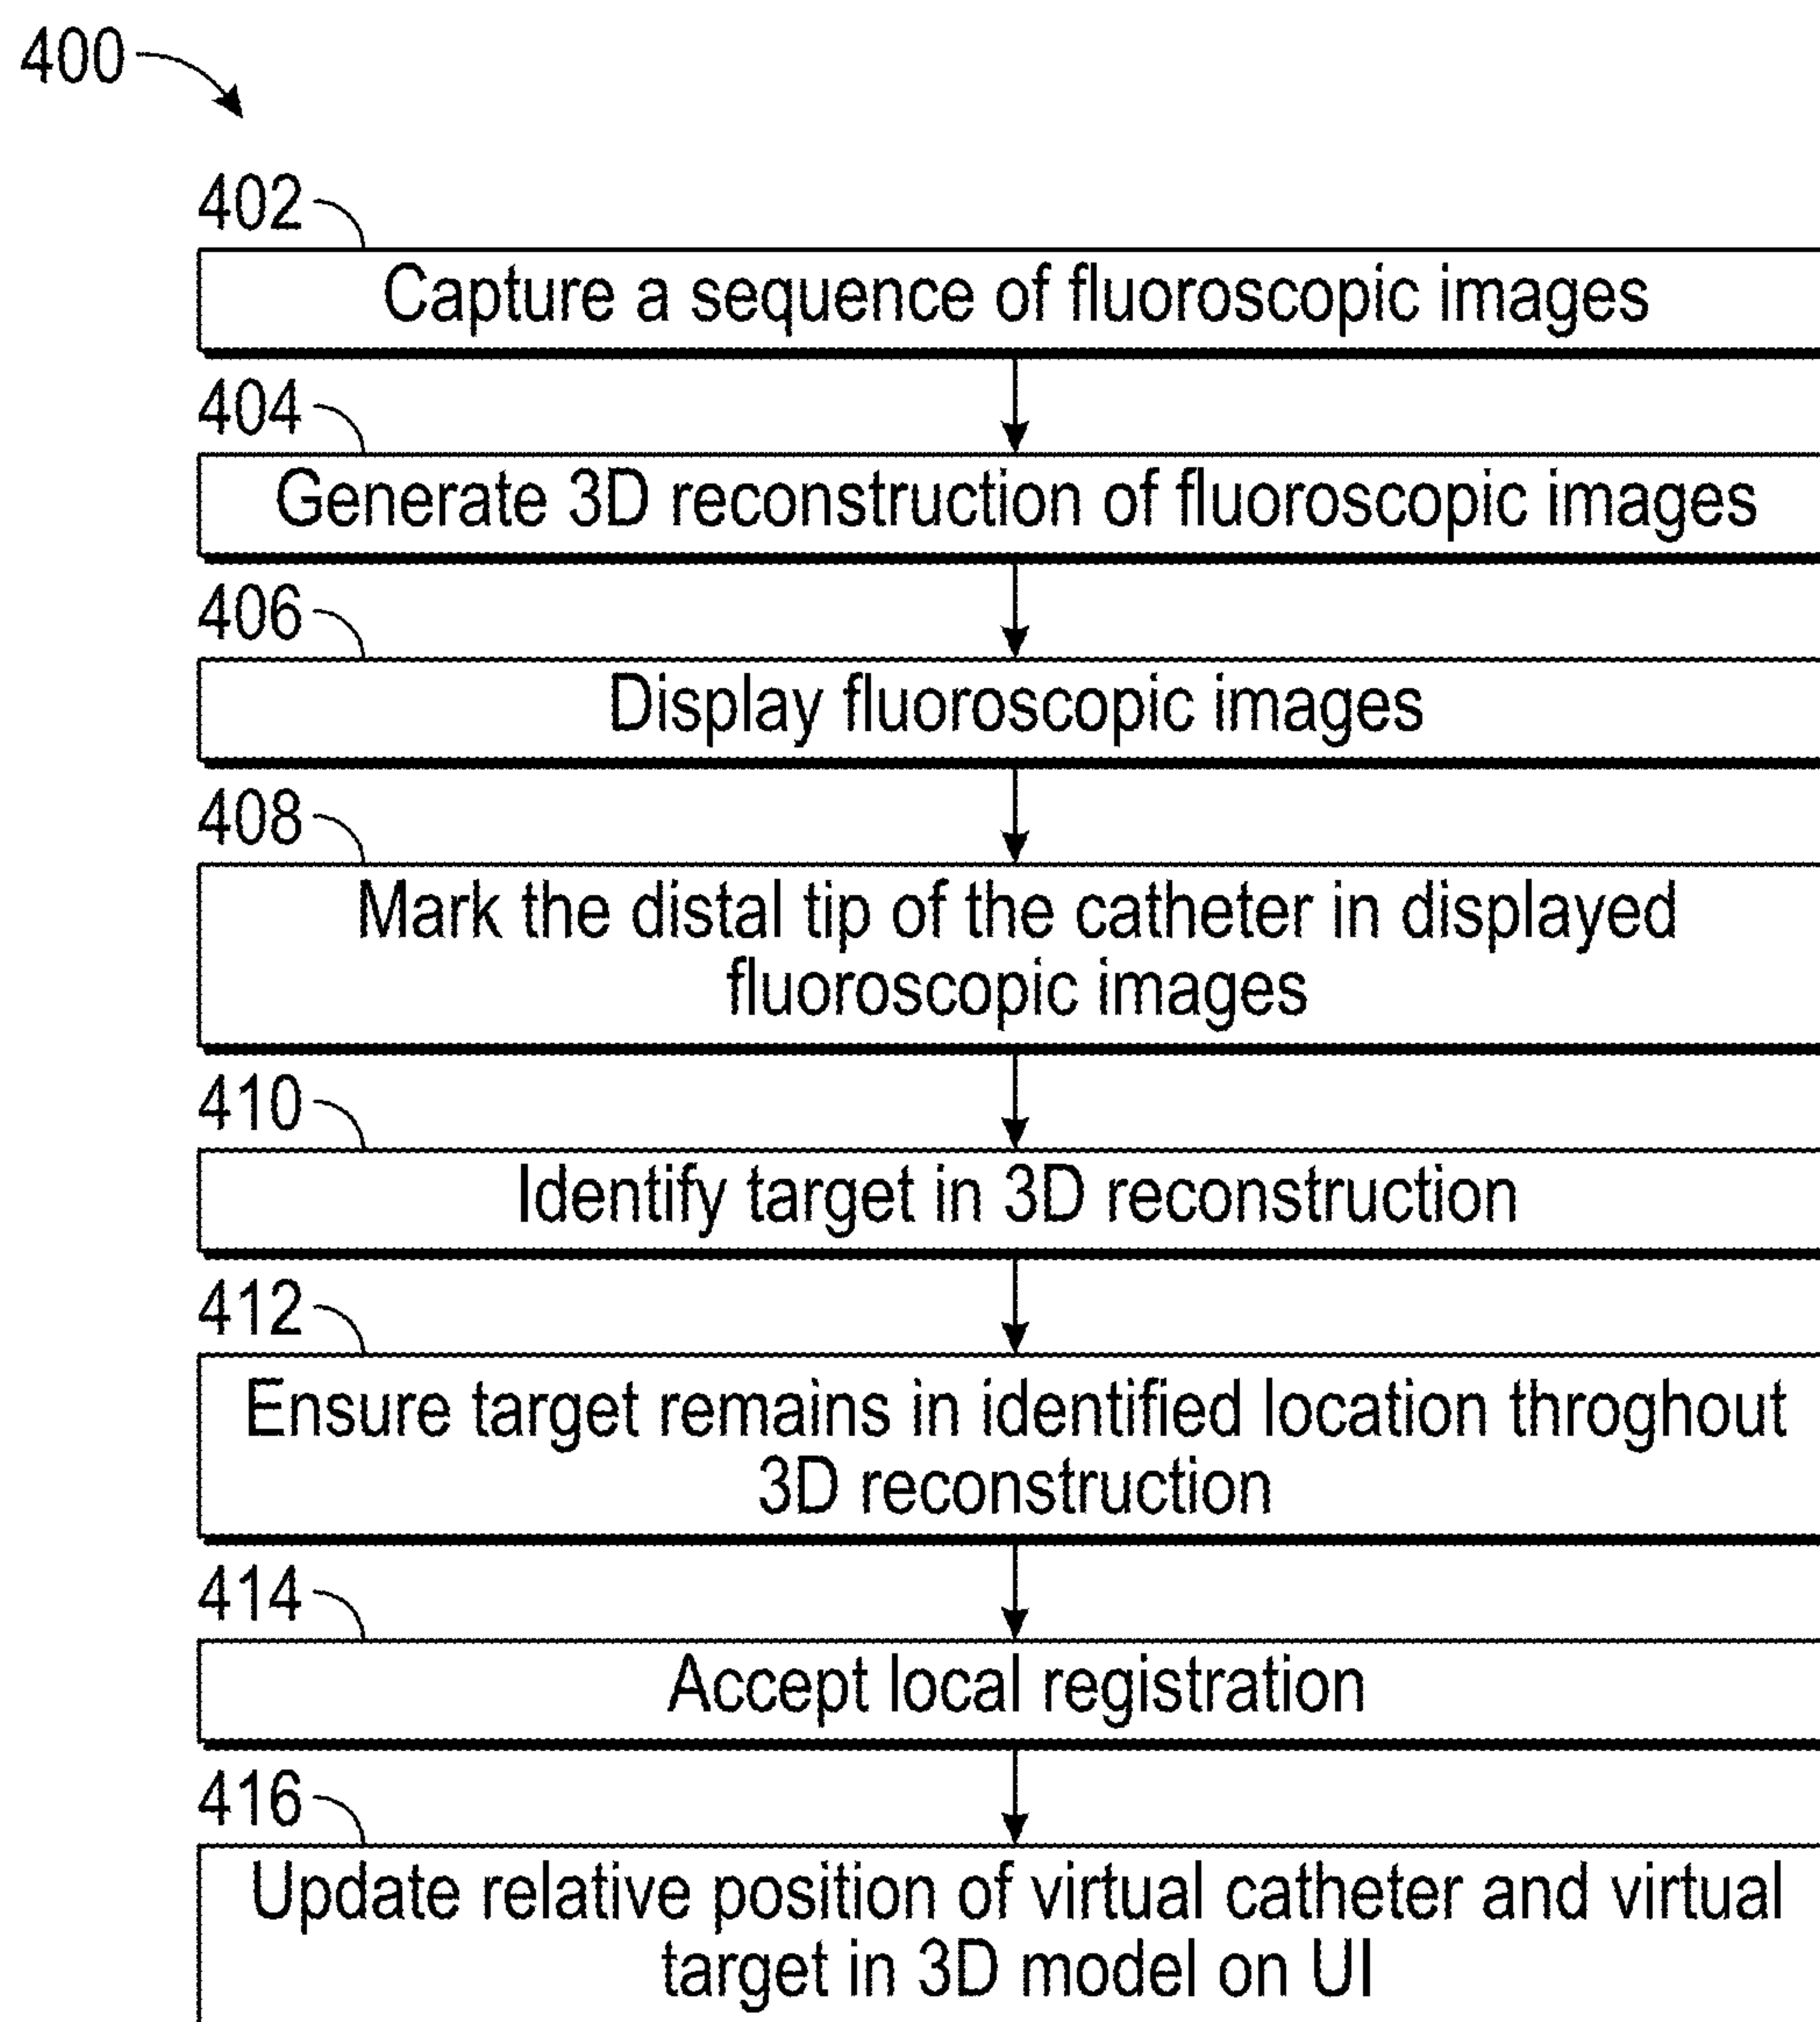 400
402
Capture a sequence of fluoroscopic images
404
Generate 3D reconstruction of fluoroscopic images
406
Display fluoroscopic images
408
Mark the distal tip of the catheter in displayed
fluoroscopic images
410
Identify target in 3D reconstruction
412
Ensure target remains in identified location throghout
3D reconstruction
414
Accept local registration
416
Update relative position of virtual catheter and virtual
target in 3D model on UI